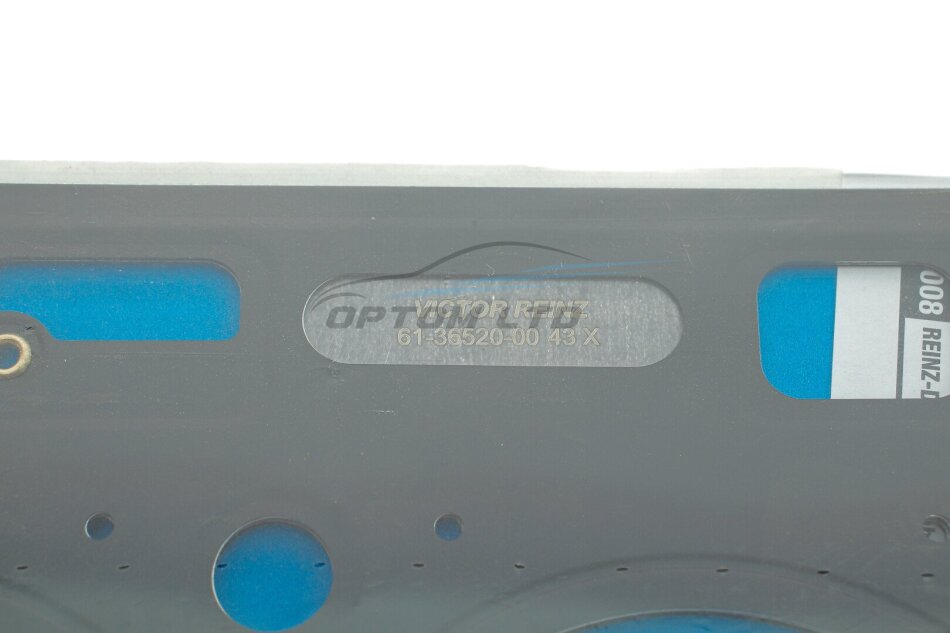 VICTOR REINZ
OPTOM LTD
61-36520-00 43 X
008
REINZ-D